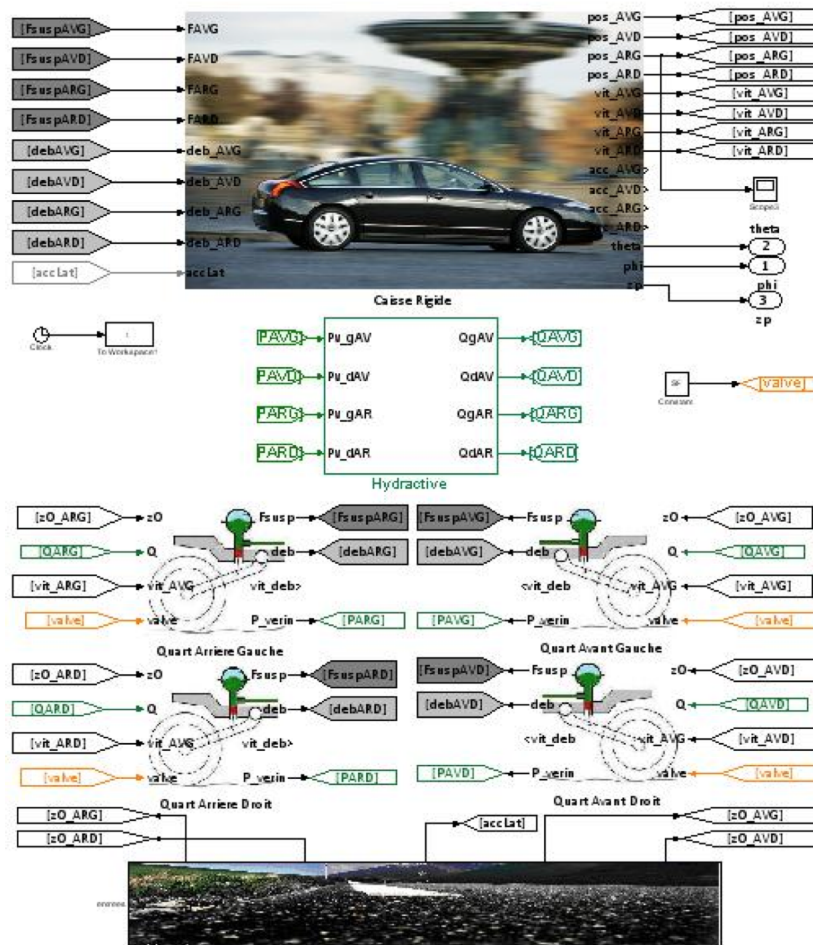 [FsuspAVG] FAVG pos_AVG [pos_AVG]
[FsuspAVD] FAVD pos_AVD [pos_AVD]
[FsuspARG] FARG pos_ARG [pos_ARG]
[FsuspARD] FARD pos_ARD [pos_ARD]
[debAVG] deb_AVG vit_AVG [vit_AVG]
[debAVD] deb_AVD vit_AVD [vit_AVD]
[debARG] deb_ARG vit_ARG [vit_ARG]
[debARD] deb_ARD vit_ARD [vit_ARD]
[accLat] accLat
acc_AVG>
acc_AVD>
acc_ARG>
acc_ARD>
Scope3
theta
theta 2
phi 1
phi
zp 3
zp
Caisse Rigide
Clock
To Workspace1
[PAVG] Pv_gAV QgAV [QAVG]
[PAVD] Pv_dAV QdAV [QAVD]
[PARG] Pv_gAR QgAR [QARG]
[PARD] Pv_dAR QdAR [QARD]
Hydractive
SF
Constant
[valve]
[zO_ARG] zO Fsusp [FsuspARG] [FsuspAVG] Fsusp zO [zO_AVG]
[QARG] Q deb [debARG] [debAVG] deb Q [QAVG]
[vit_ARG] vit_AVG vit_deb> <vit_deb vit_AVG [vit_AVG]
[valve] valve P_verin [PARG] [PAVG] P_verin valve [valve]
Quart Arriere Gauche Quart Avant Gauche
[zO_ARD] zO Fsusp [FsuspARD] [FsuspAVD] Fsusp zO [zO_AVD]
[QARD] Q deb [debARD] [debAVD] deb Q [QAVD]
[vit_ARD] vit_AVG vit_deb> <vit_deb vit_AVG [vit_AVD]
[valve] valve P_verin [PARD] [PAVD] P_verin valve [valve]
Quart Arriere Droit Quart Avant Droit
[zO_ARG] [accLat] [zO_AVG]
[zO_ARD] [zO_AVD]
entrees